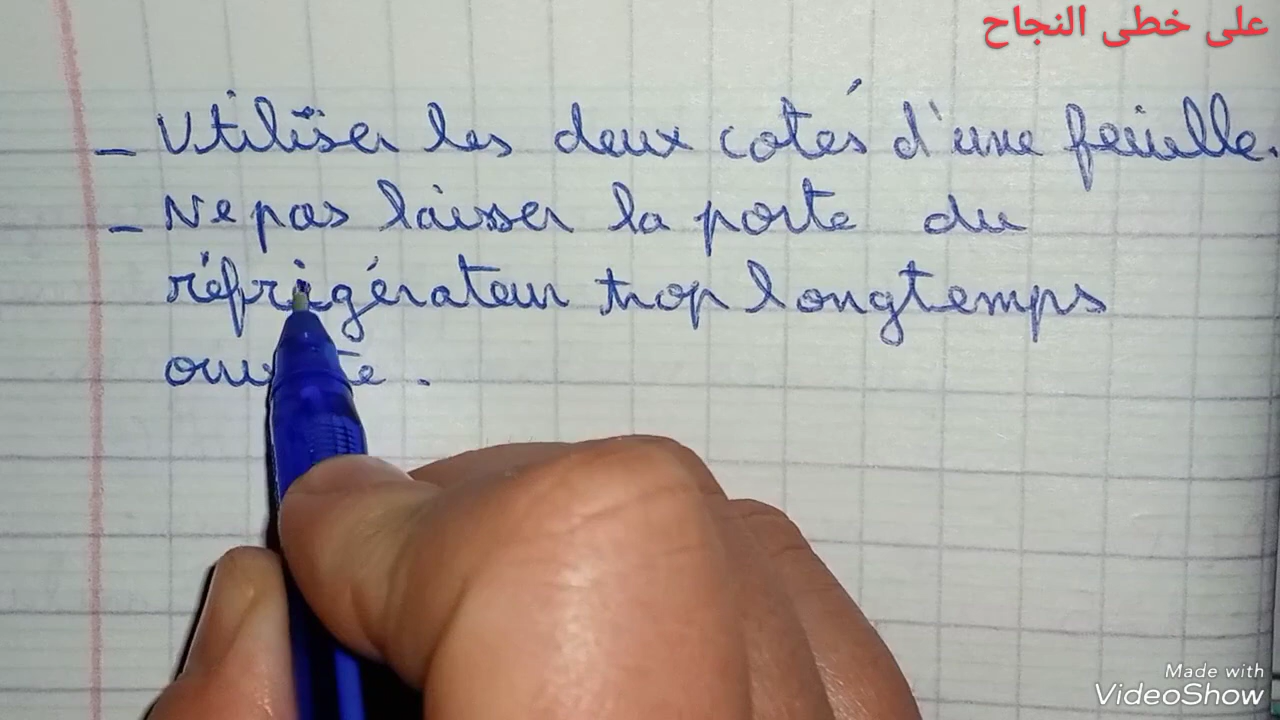 على خطى النجاح
_ Utiliser les deux cotés d'une feuille.
_ Ne pas laisser la porte du
réfrigérateur trop longtemps
.
Made with
VideoShow